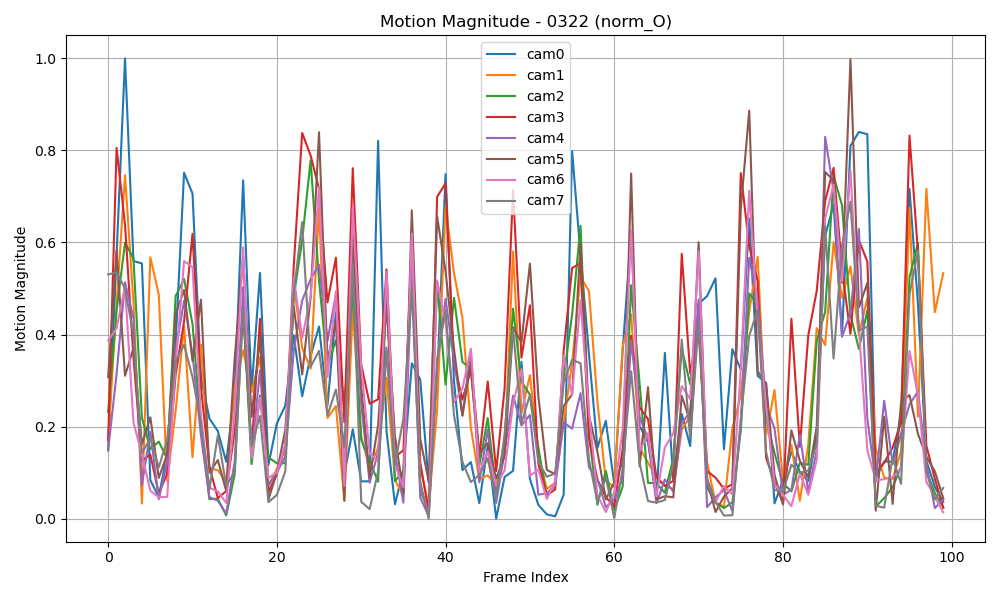 Motion Magnitude - 0322 (norm_O)
cam0
cam1
cam2
cam3
cam4
cam5
cam6
cam7
Motion Magnitude
1.0
0.8
0.6
0.4
0.2
0.0
0
20
40
60
80
100
Frame Index